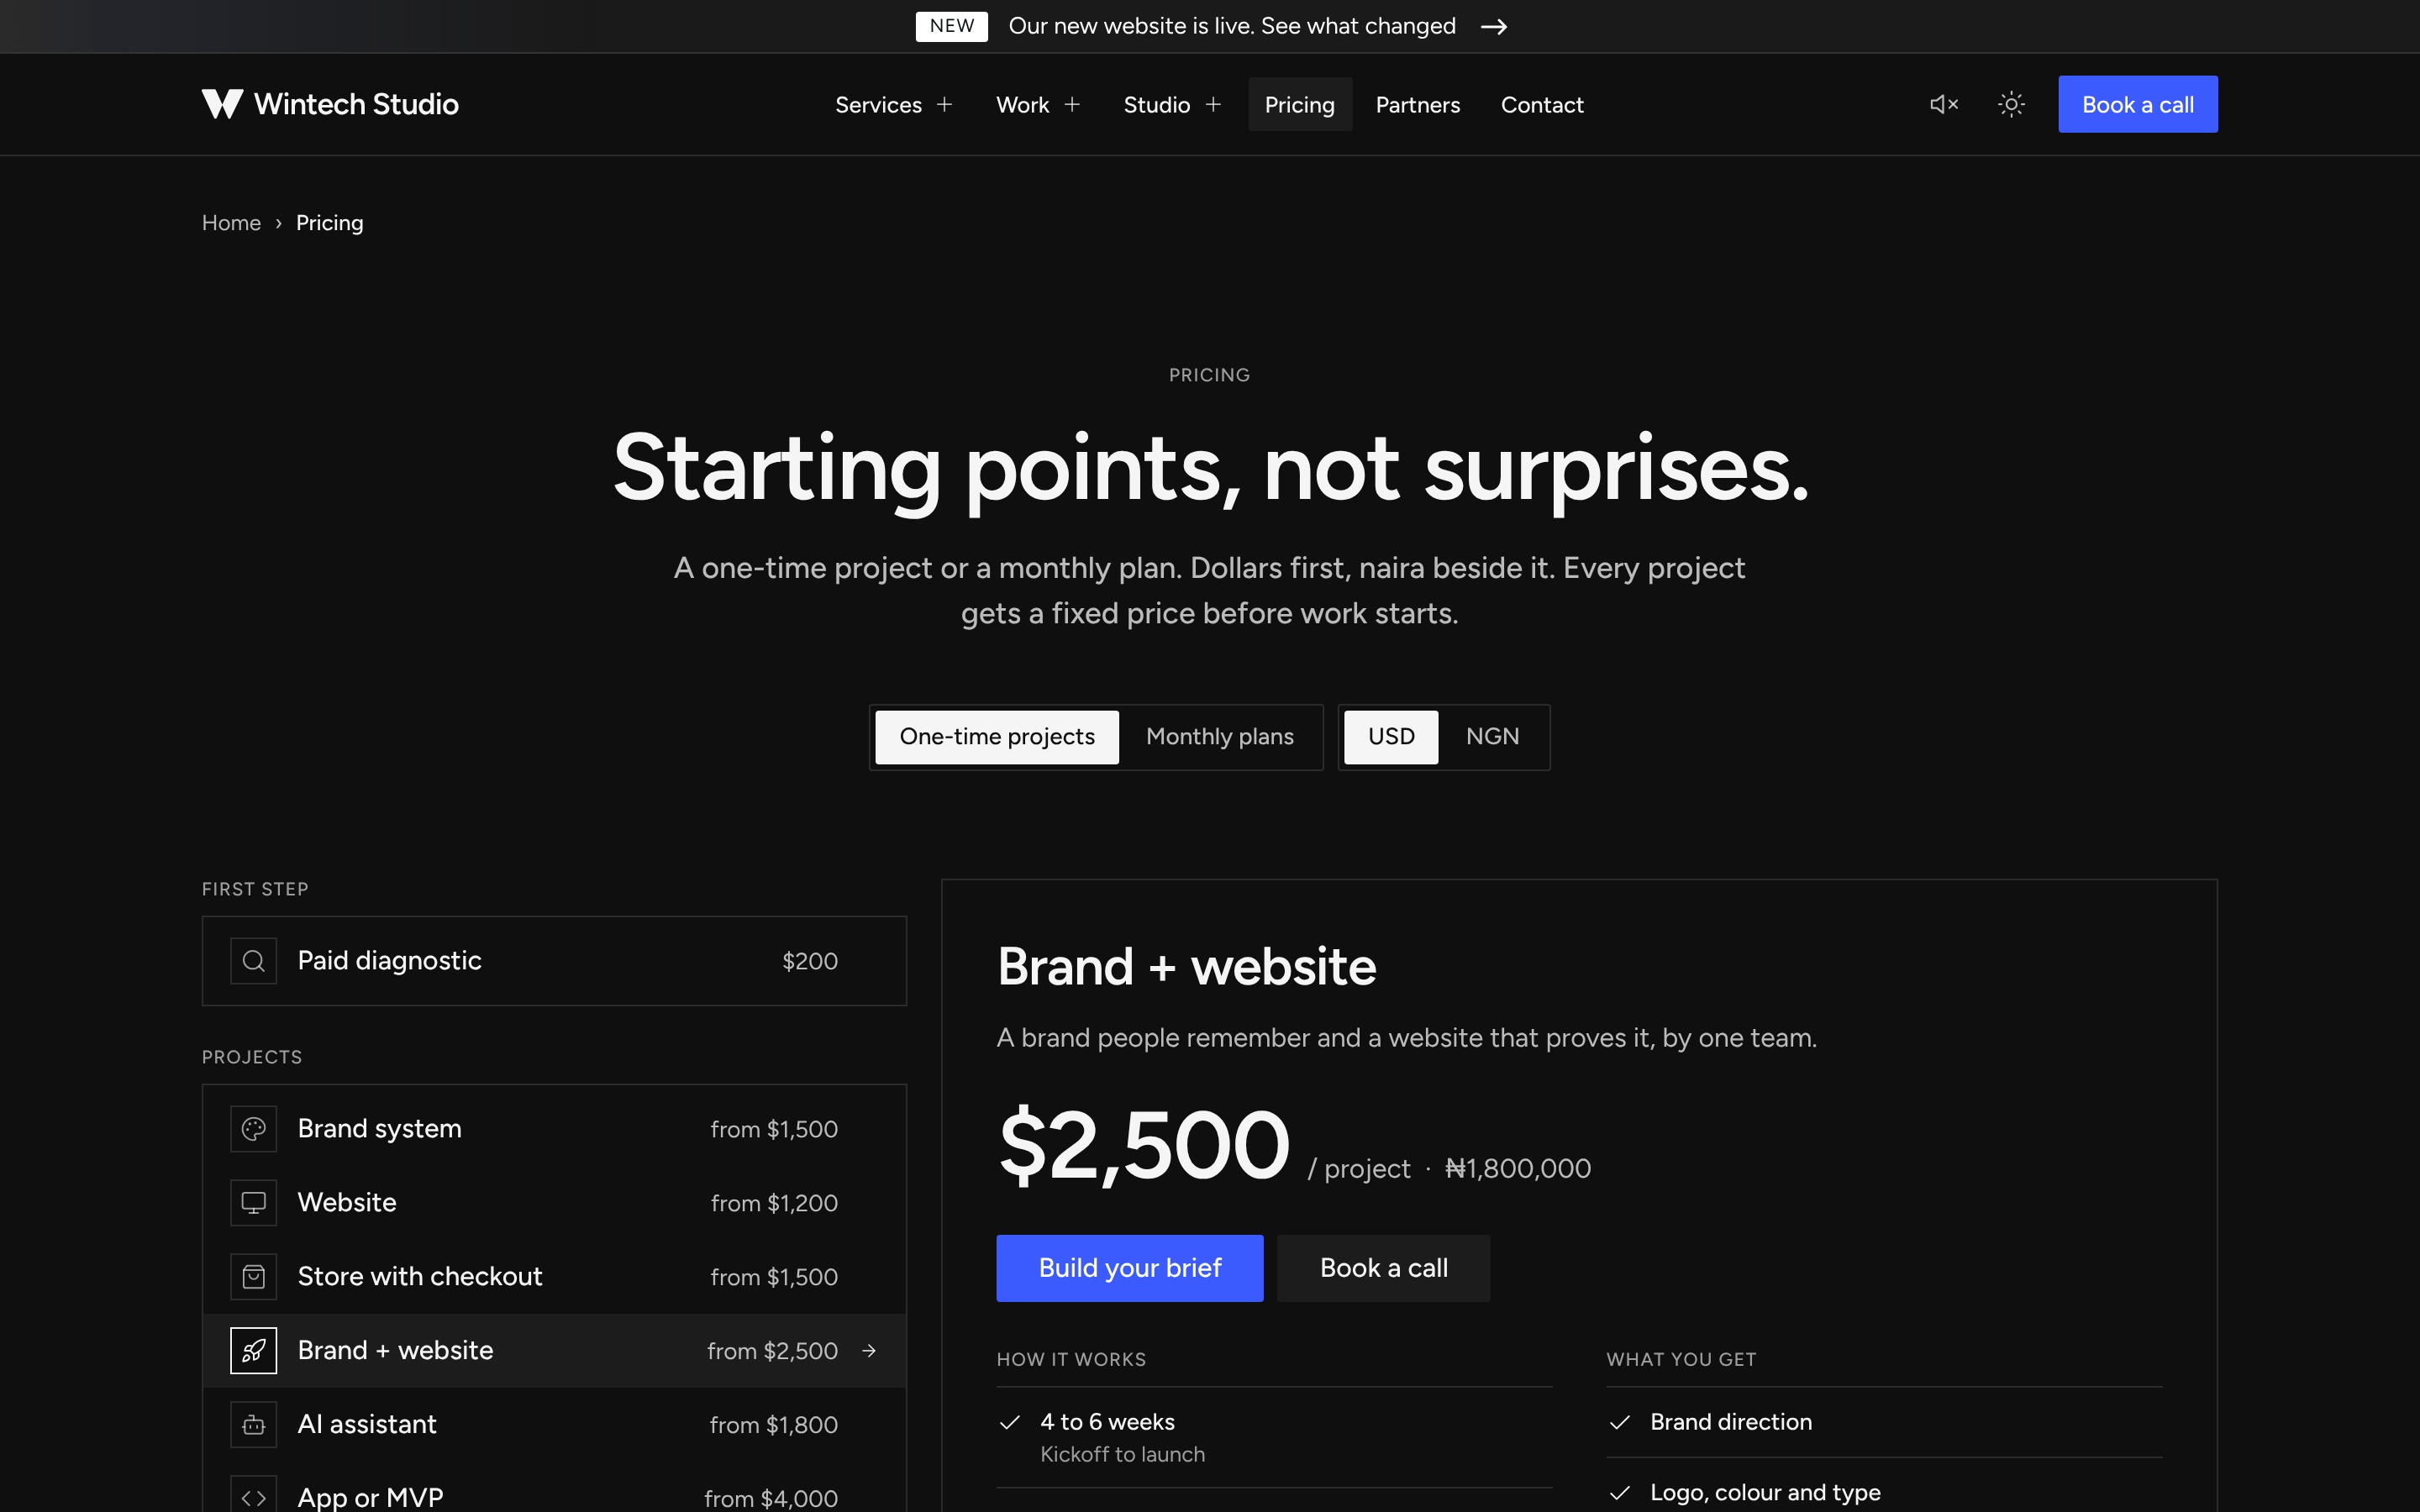 NEW Our new website is live. See what changed →
Wintech Studio
Services + Work + Studio + Pricing Partners Contact
Book a call
Home › Pricing
PRICING
Starting points, not surprises.
A one-time project or a monthly plan. Dollars first, naira beside it. Every project
gets a fixed price before work starts.
One-time projects Monthly plans USD NGN
FIRST STEP
Paid diagnostic $200
PROJECTS
Brand system from $1,500
Website from $1,200
Store with checkout from $1,500
Brand + website from $2,500 →
AI assistant from $1,800
App or MVP from $4,000
Brand + website
A brand people remember and a website that proves it, by one team.
$2,500 / project · ₦1,800,000
Build your brief Book a call
HOW IT WORKS
4 to 6 weeks
Kickoff to launch
WHAT YOU GET
Brand direction
Logo, colour and type